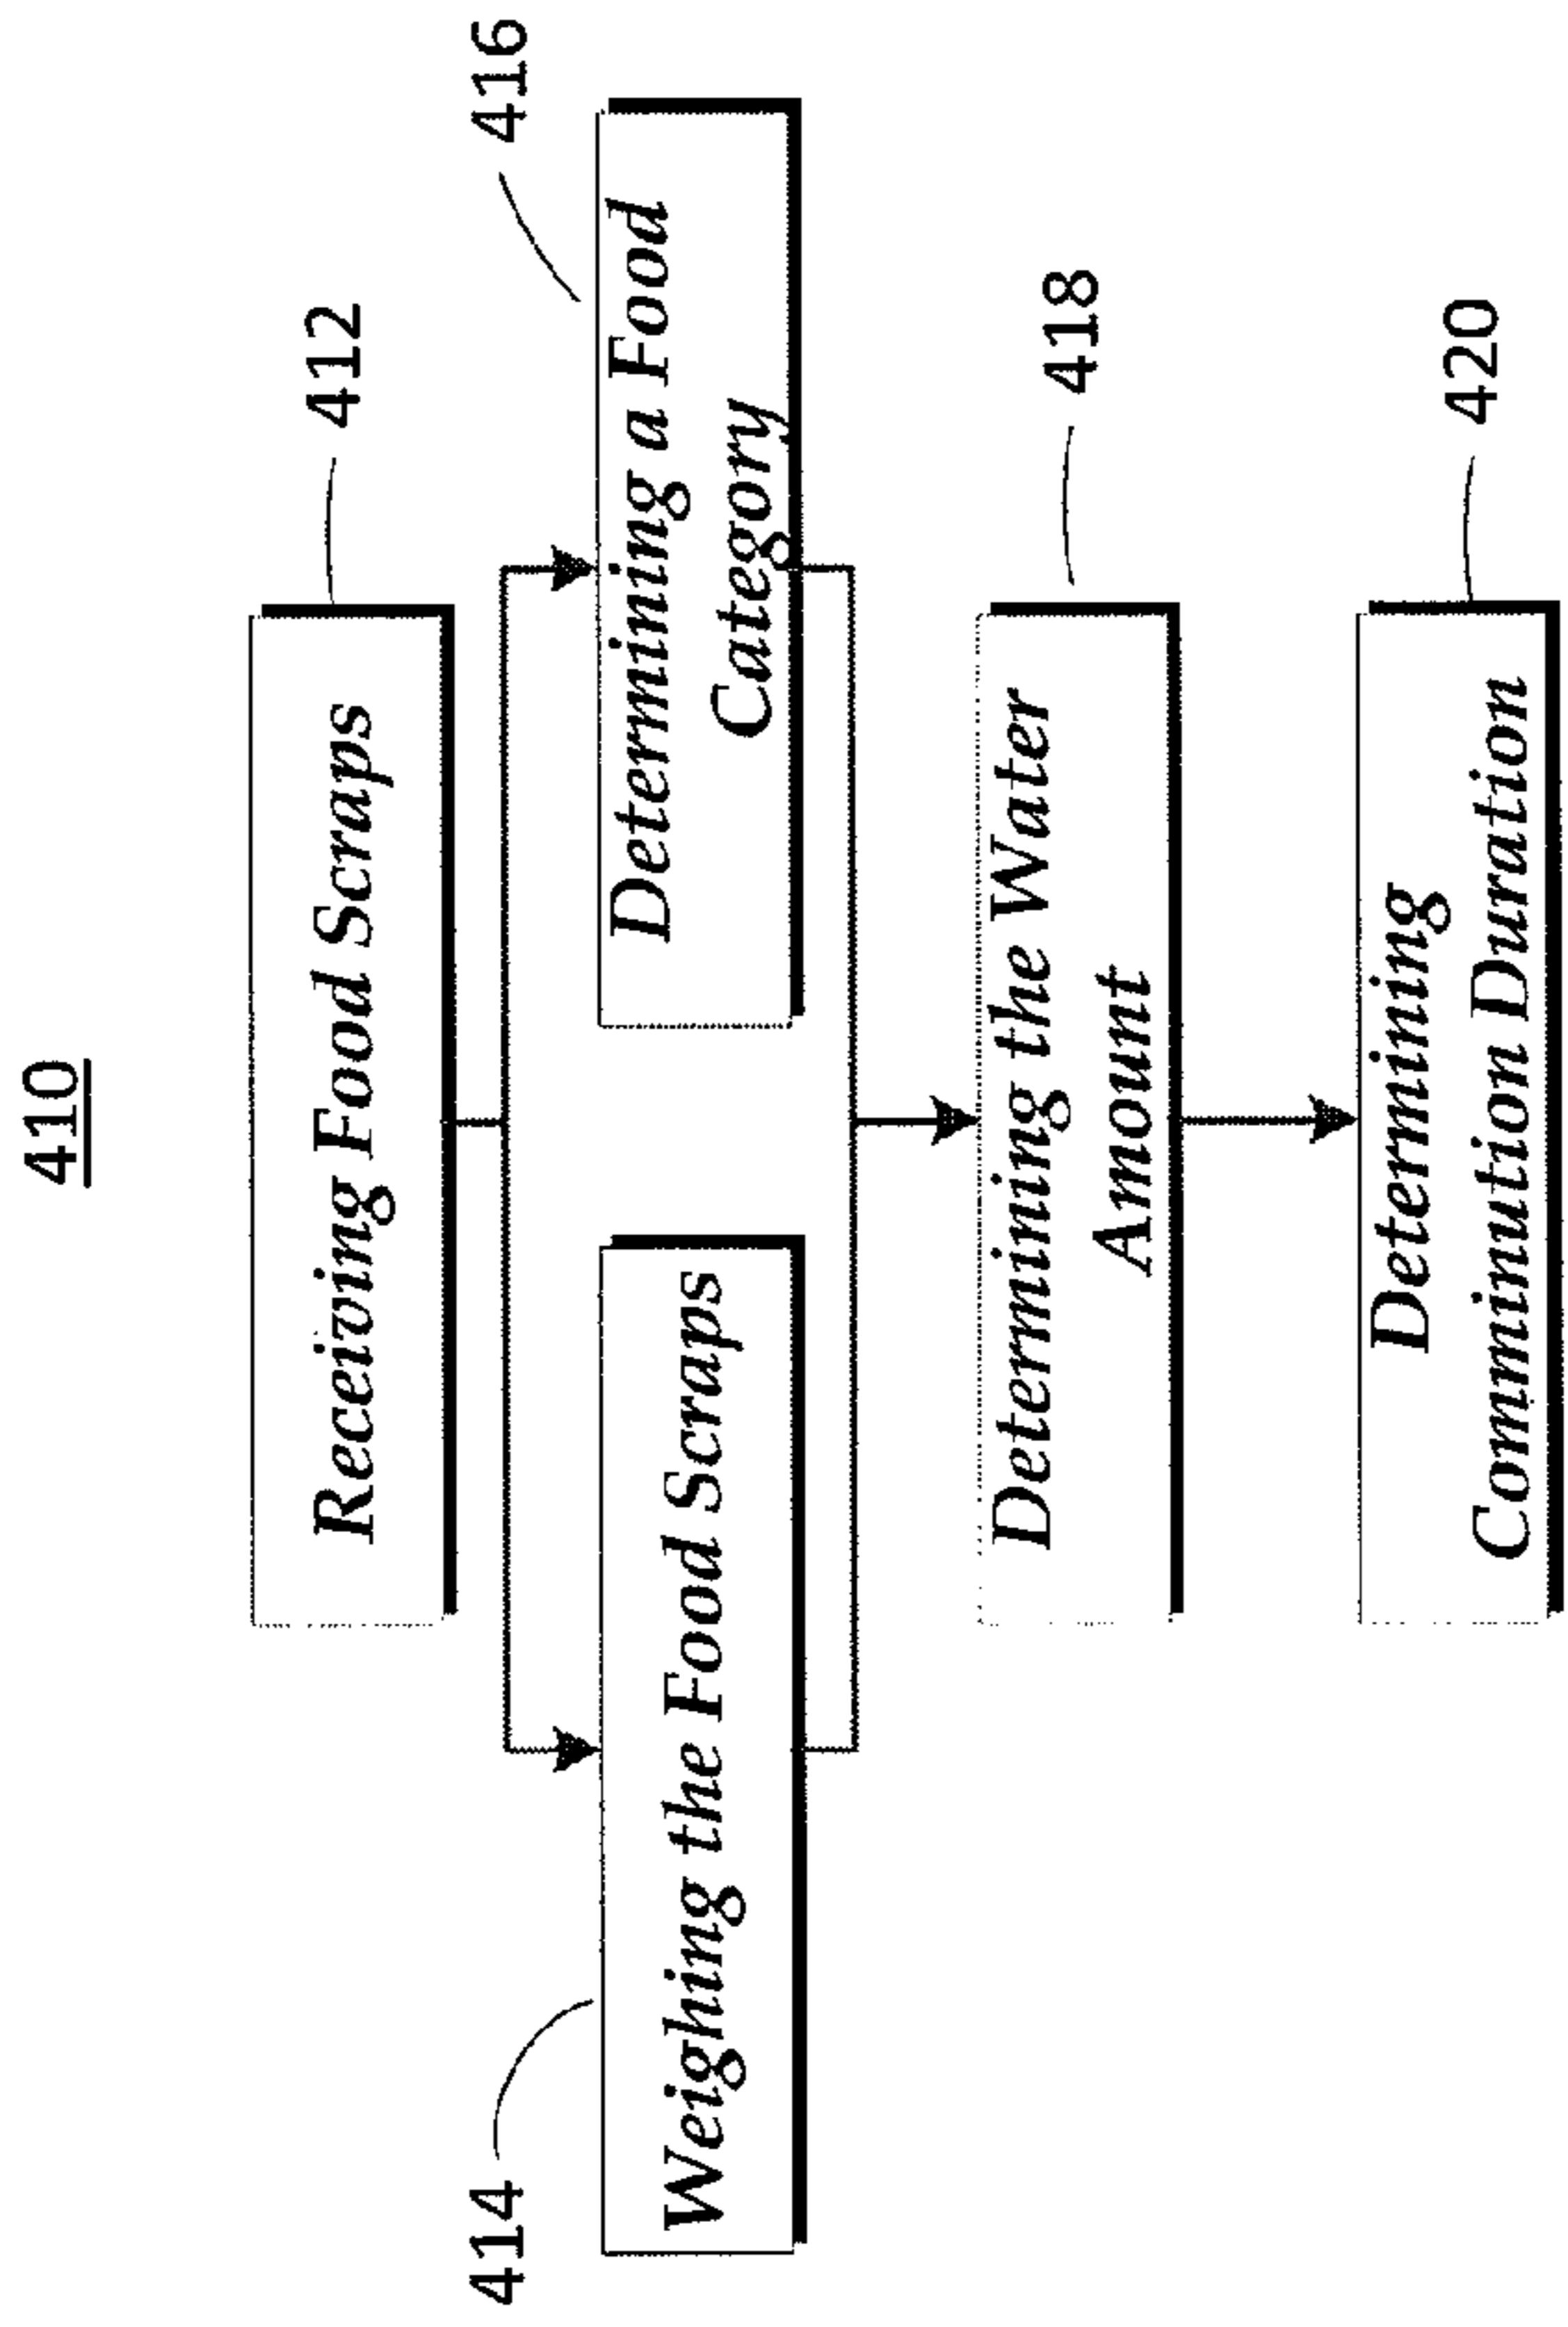 410
Receiving Food Scraps
412
414
Weighing the Food Scraps
416
Determining a Food
Category
Determining the Water
Amount
418
Determining
Comminution Duration
420